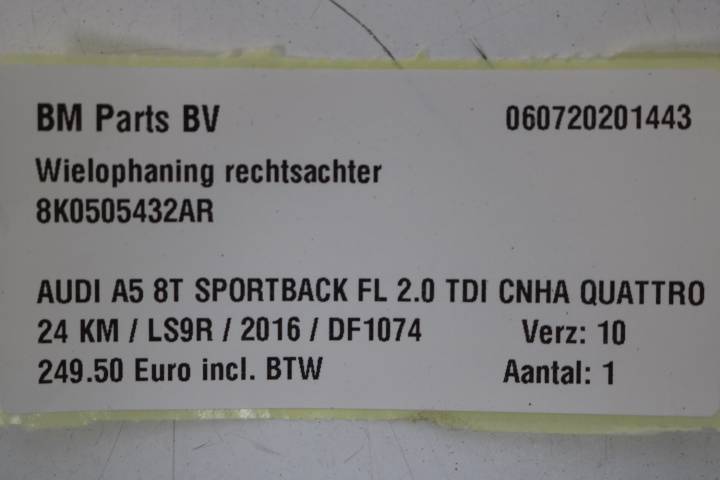 BM Parts BV 060720201443
Wielophaning rechtsachter
8K0505432AR
AUDI A5 8T SPORTBACK FL 2.0 TDI CNHA QUATTRO
24 KM / LS9R / 2016 / DF1074 Verz: 10
249.50 Euro incl. BTW Aantal: 1